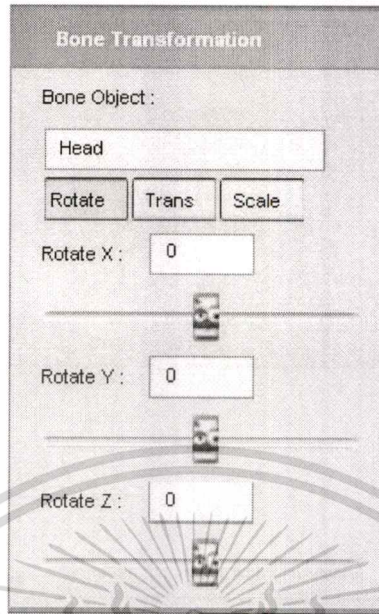 Bone Transformation
Bone Object :
Head
Rotate Trans Scale
Rotate X : 0
Rotate Y : 0
Rotate Z : 0